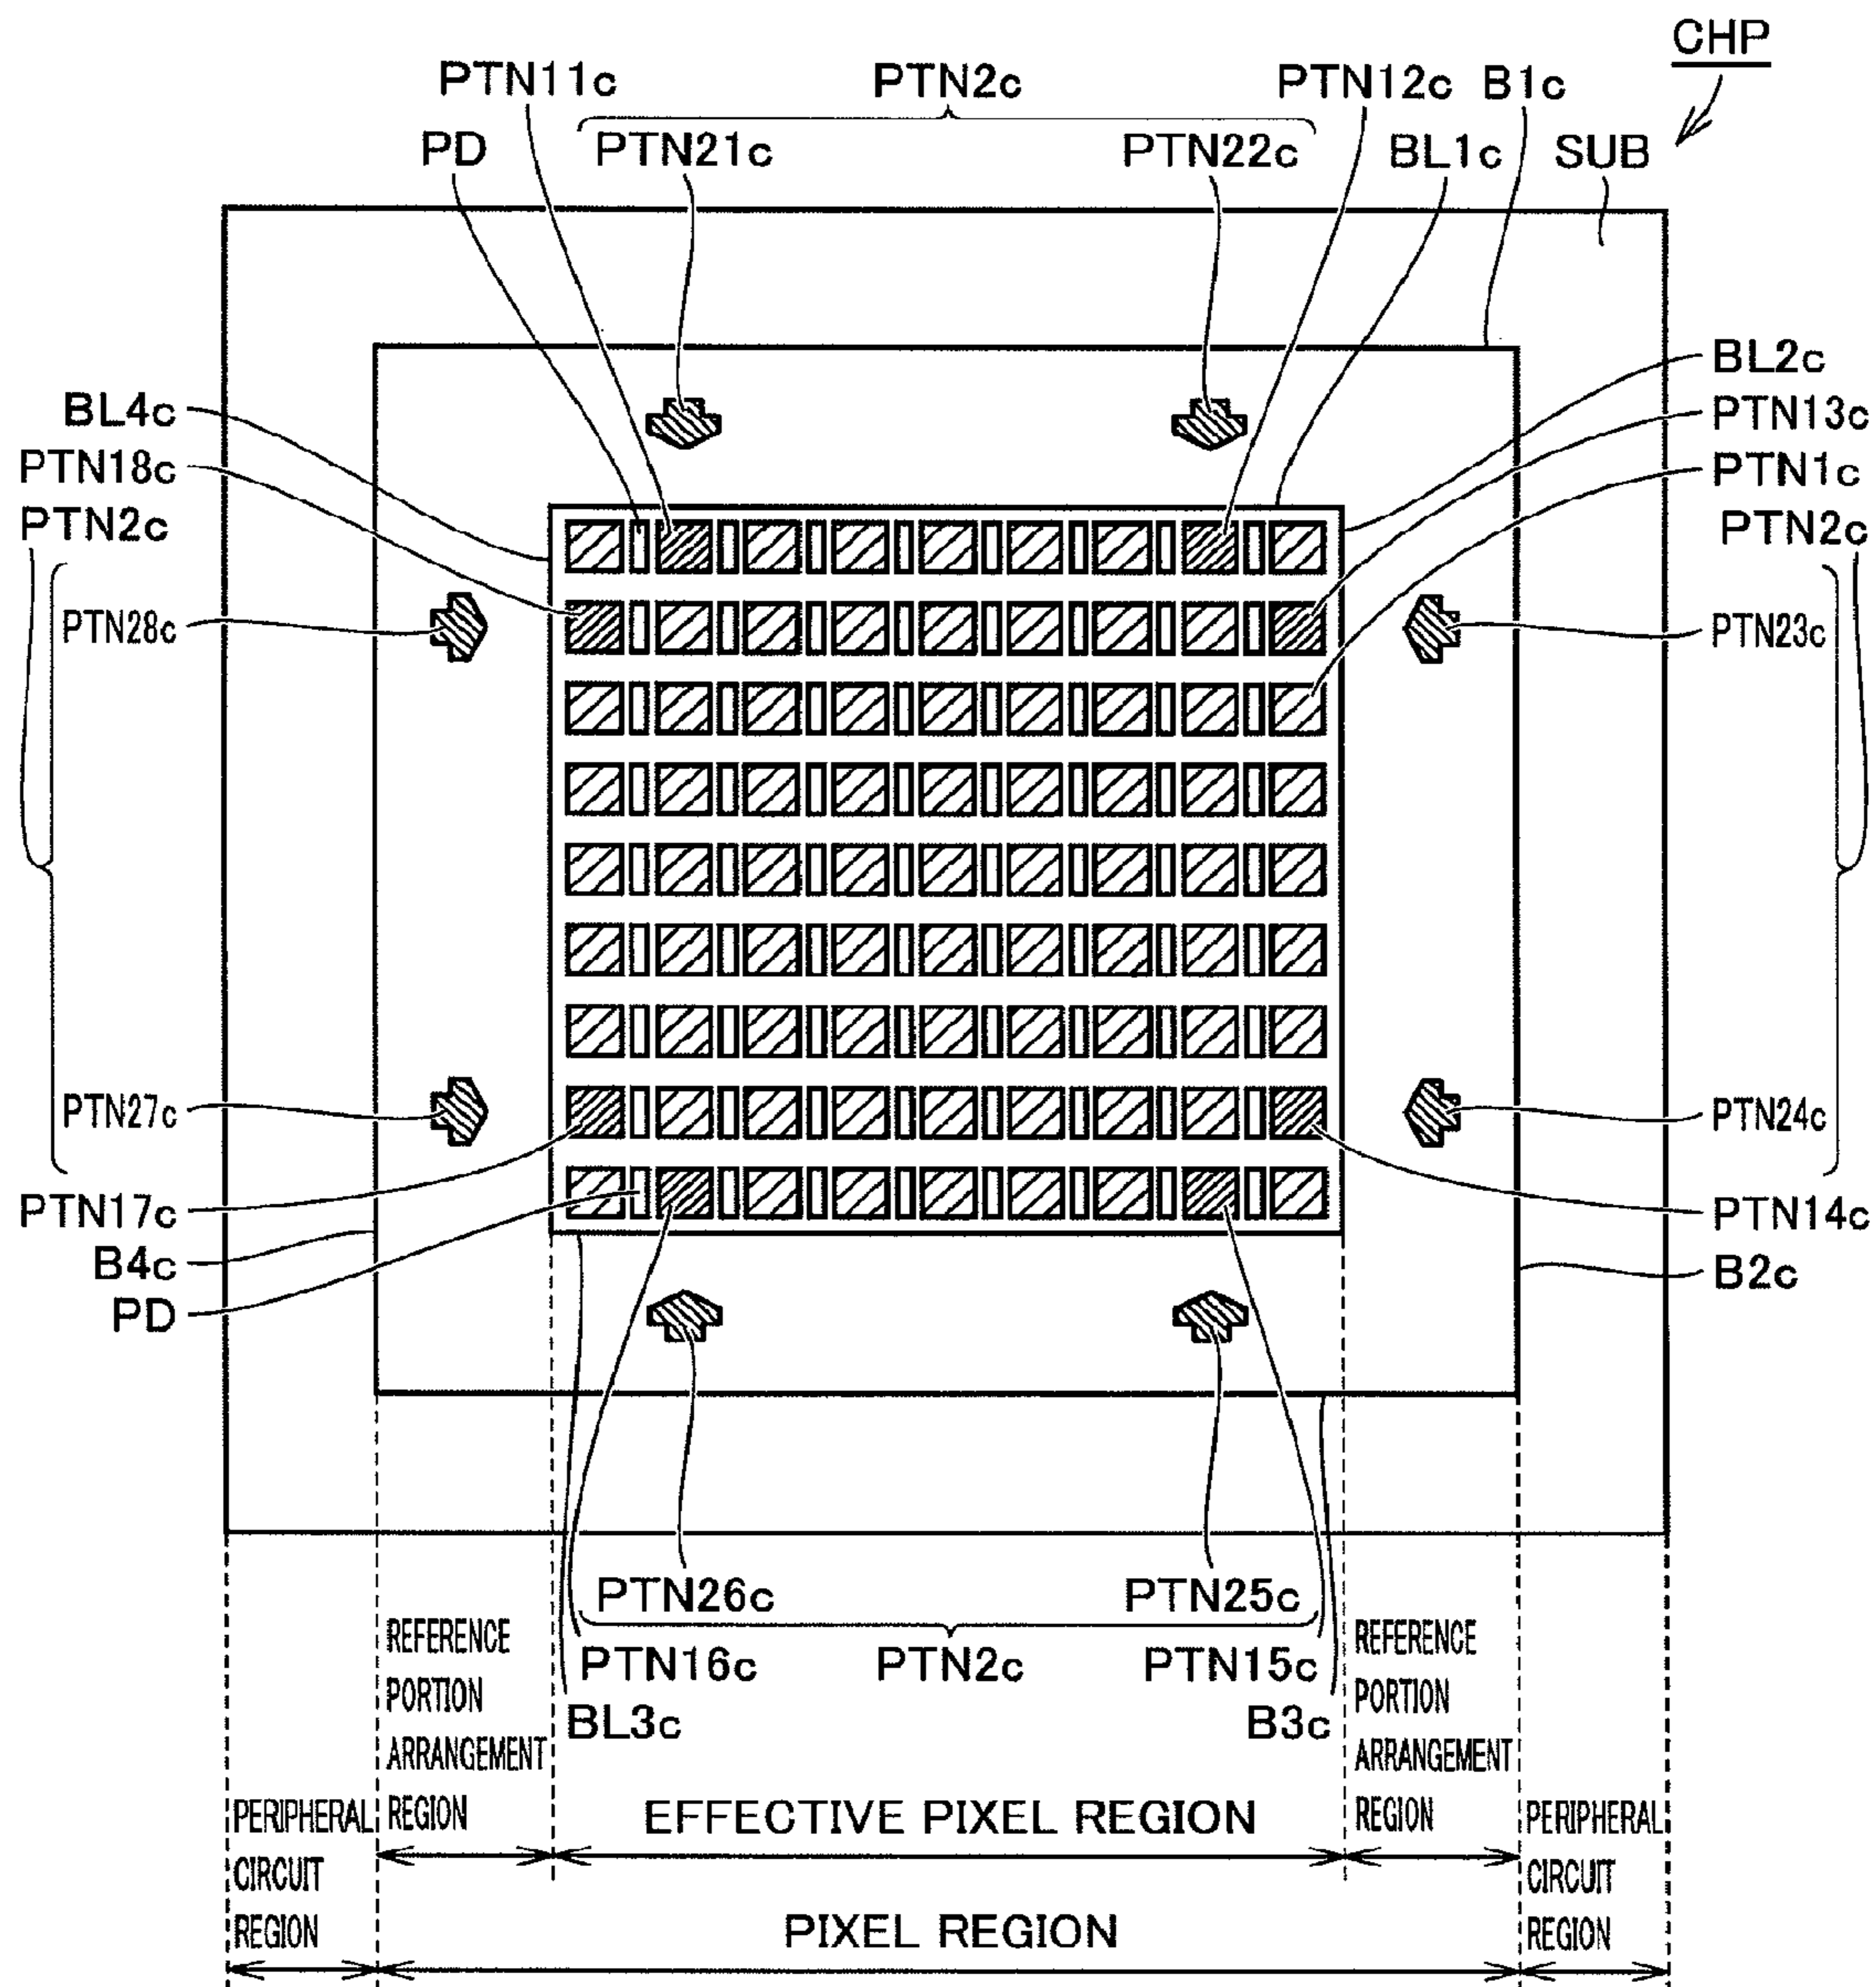 CHP
PTN11c
PTN2c
PTN12c
B1c
PD
PTN21c
PTN22c
BL1c
SUB
BL4c
BL2c
PTN18c
PTN13c
PTN2c
PTN1c
PTN2c
PTN28c
PTN23c
PTN27c
PTN24c
PTN17c
PTN14c
B4c
B2c
PD
PTN26c
PTN25c
PTN16c
PTN2c
PTN15c
BL3c
B3c
REFERENCE
PORTION
ARRANGEMENT
REGION
REFERENCE
PORTION
ARRANGEMENT
REGION
PERIPHERAL
CIRCUIT
REGION
EFFECTIVE PIXEL REGION
PERIPHERAL
CIRCUIT
REGION
PIXEL REGION